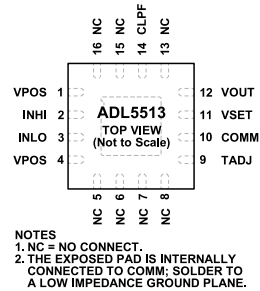 16 NC
15 NC
14 CLPF
13 NC
VPOS 1
INHI 2
INLO 3
VPOS 4
ADL5513
TOP VIEW
(Not to Scale)
12 VOUT
11 VSET
10 COMM
9 TADJ
NC 5
NC 6
NC 7
NC 8
NOTES
1. NC = NO CONNECT.
2. THE EXPOSED PAD IS INTERNALLY
CONNECTED TO COMM; SOLDER TO
A LOW IMPEDANCE GROUND PLANE.